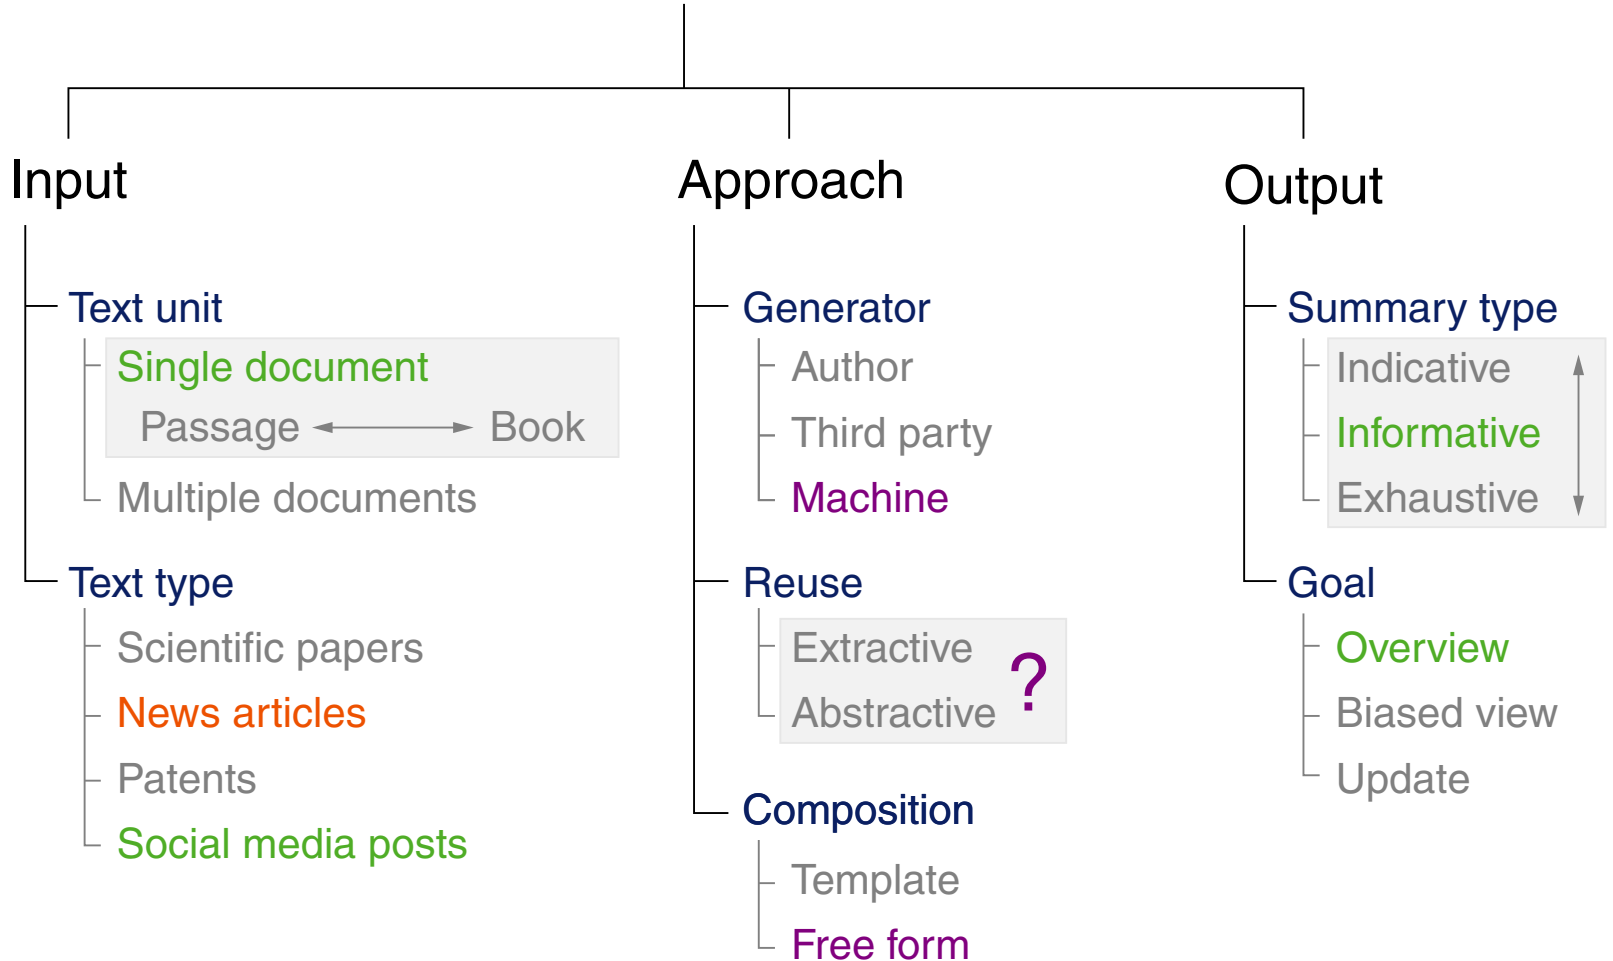 Input
Text unit
Single document
Passage Book
Multiple documents
Text type
Scientific papers
News articles
Patents
Social media posts
Approach
Generator
Author
Third party
Machine
Reuse
Extractive
Abstractive
?
Composition
Template
Free form
Output
Summary type
Indicative
Informative
Exhaustive
Goal
Overview
Biased view
Update